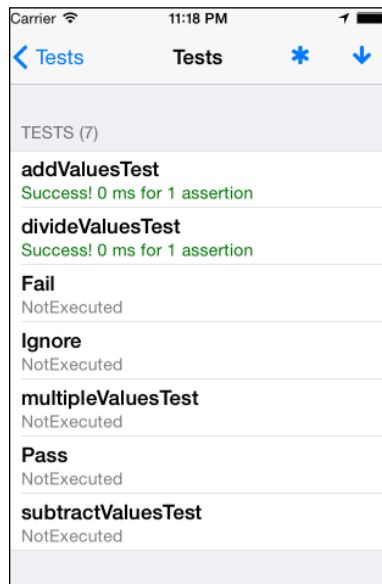 Carrier 11:18 PM
Tests Tests
TESTS (7)
addValuesTest
Success! 0 ms for 1 assertion
divideValuesTest
Success! 0 ms for 1 assertion
Fail
NotExecuted
Ignore
NotExecuted
multipleValuesTest
NotExecuted
Pass
NotExecuted
subtractValuesTest
NotExecuted